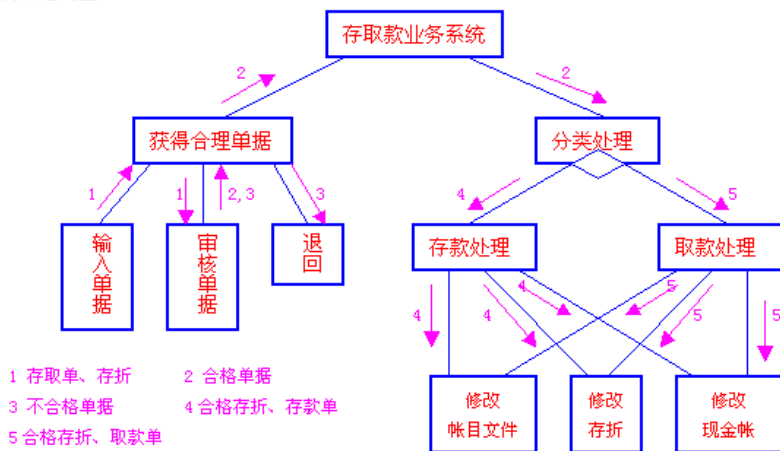 存取款业务系统
2
2
获得合理单据
分类处理
1
1
2,3
3
4
5
输入单据
审核单据
退回
存款处理
取款处理
4
4
4
5
5
5
1 存取单、存折
2 合格单据
3 不合格单据
4 合格存折、存款单
5 合格存折、取款单
修改
帐目文件
修改
存折
修改
现金帐